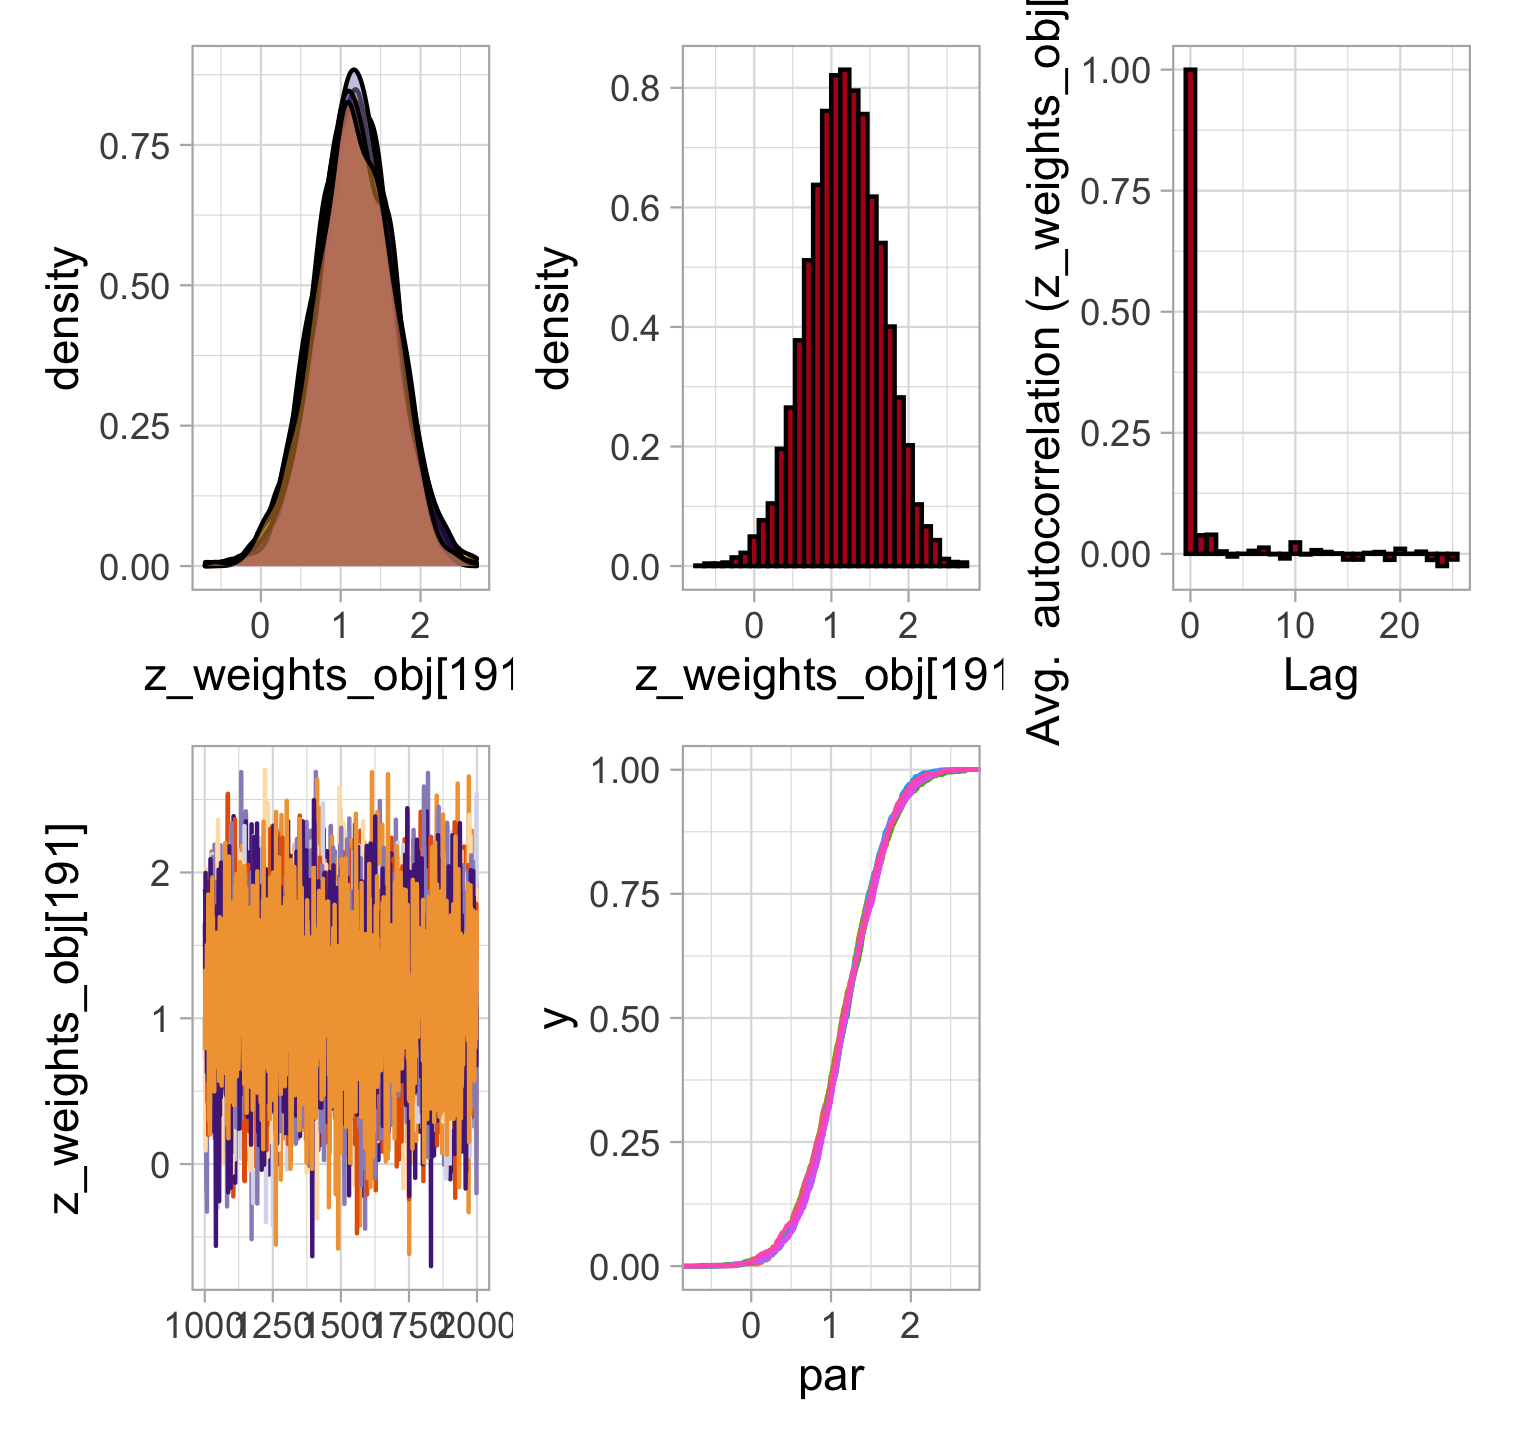 density
0.75
0.50
0.25
0.00
0 1 2
z_weights_obj[191
density
0.8
0.6
0.4
0.2
0.0
0 1 2
z_weights_obj[191
Avg. autocorrelation (z_weights_obj[
1.00
0.75
0.50
0.25
0.00
0 10 20
Lag
z_weights_obj[191]
2
1
0
1000 1250 1500 1750 2000
y
1.00
0.75
0.50
0.25
0.00
0 1 2
par